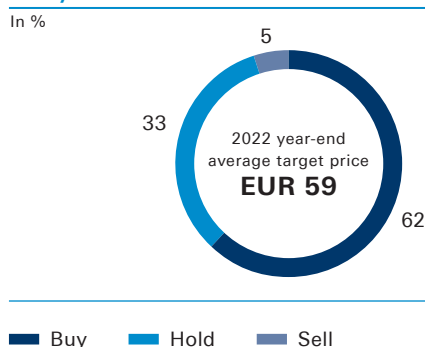 In %
5
33
2022 year-end
average target price
EUR 59
62
Buy Hold Sell